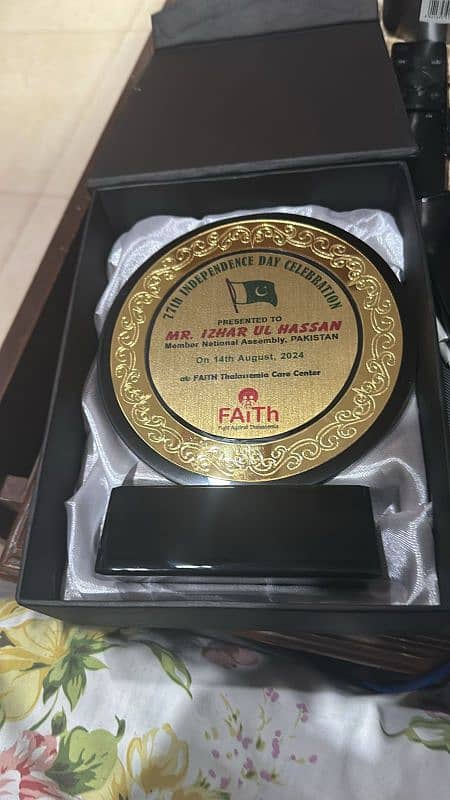 77th INDEPENDENCE DAY CELEBRATION
PRESENTED TO
MR. IZHAR UL HASSAN
Member National Assembly, PAKISTAN
On 14th August, 2024
at: FAITH Thalassemia Care Center
FAiTh
Fight Against Thalassemia